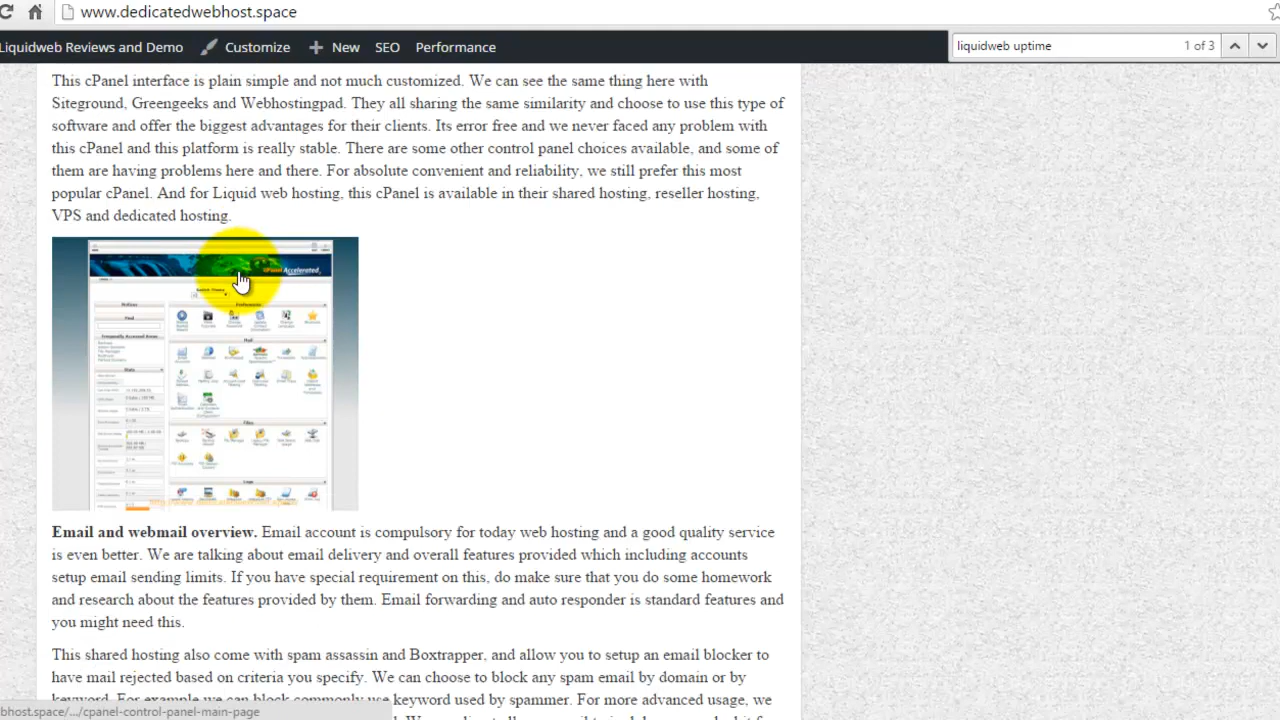 www.dedicatedwebhost.space
Liquidweb Reviews and Demo Customize New SEO Performance
liquidweb uptime 1 of 3
This cPanel interface is plain simple and not much customized. We can see the same thing here with
Siteground, Greengeeks and Webhostingpad. They all sharing the same similarity and choose to use this type of
software and offer the biggest advantages for their clients. Its error free and we never faced any problem with
this cPanel and this platform is really stable. There are some other control panel choices available, and some of
them are having problems here and there. For absolute convenient and reliability, we still prefer this most
popular cPanel. And for Liquid web hosting, this cPanel is available in their shared hosting, reseller hosting,
VPS and dedicated hosting.
cPanel Accelerated
Preferences
Mail
Files
Email and webmail overview. Email account is compulsory for today web hosting and a good quality service
is even better. We are talking about email delivery and overall features provided which including accounts
setup email sending limits. If you have special requirement on this, do make sure that you do some homework
and research about the features provided by them. Email forwarding and auto responder is standard features and
you might need this.
This shared hosting also come with spam assassin and Boxtrapper, and allow you to setup an email blocker to
have mail rejected based on criteria you specify. We can choose to block any spam email by domain or by
keyword. For example we can block commonly use keyword used by spammer. For more advanced usage, we
bhost.space/.../cpanel-control-panel-main-page